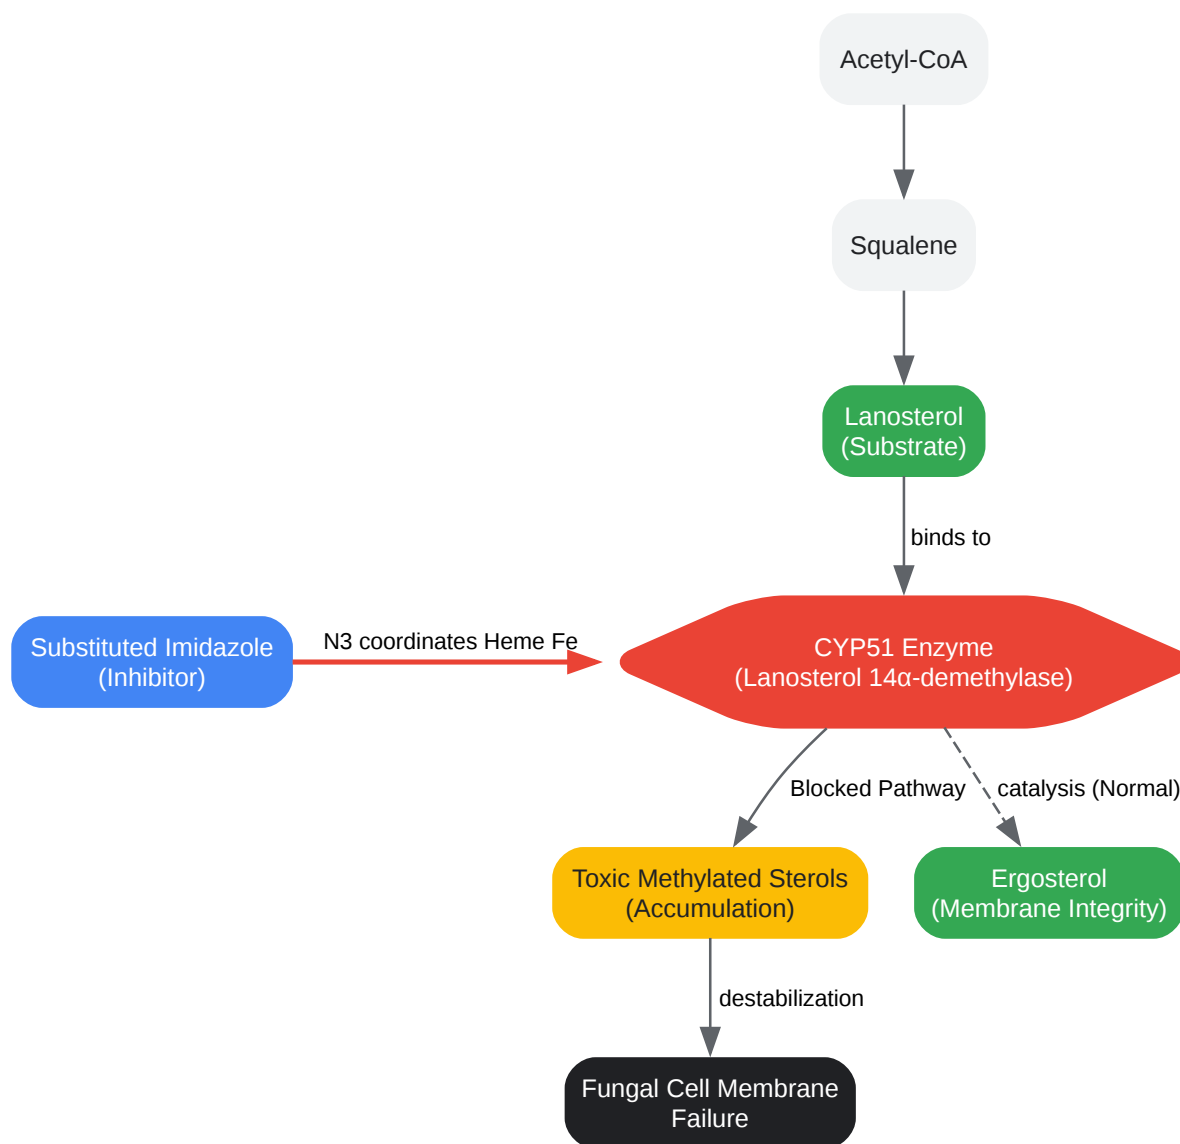 Acetyl-CoA
Squalene
Lanosterol
(Substrate)
binds to
Substituted Imidazole
(Inhibitor)
N3 coordinates Heme Fe
CYP51 Enzyme
(Lanosterol 14α-demethylase)
Blocked Pathway
catalysis (Normal)
Toxic Methylated Sterols
(Accumulation)
Ergosterol
(Membrane Integrity)
destabilization
Fungal Cell Membrane
Failure